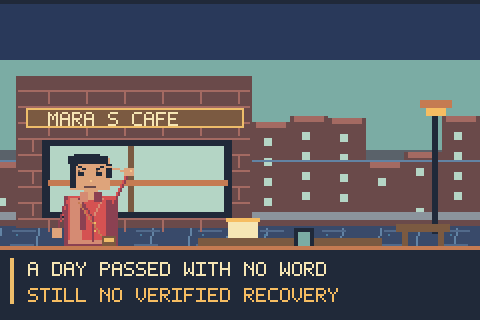 MARA S CAFE
A DAY PASSED WITH NO WORD
STILL NO VERIFIED RECOVERY